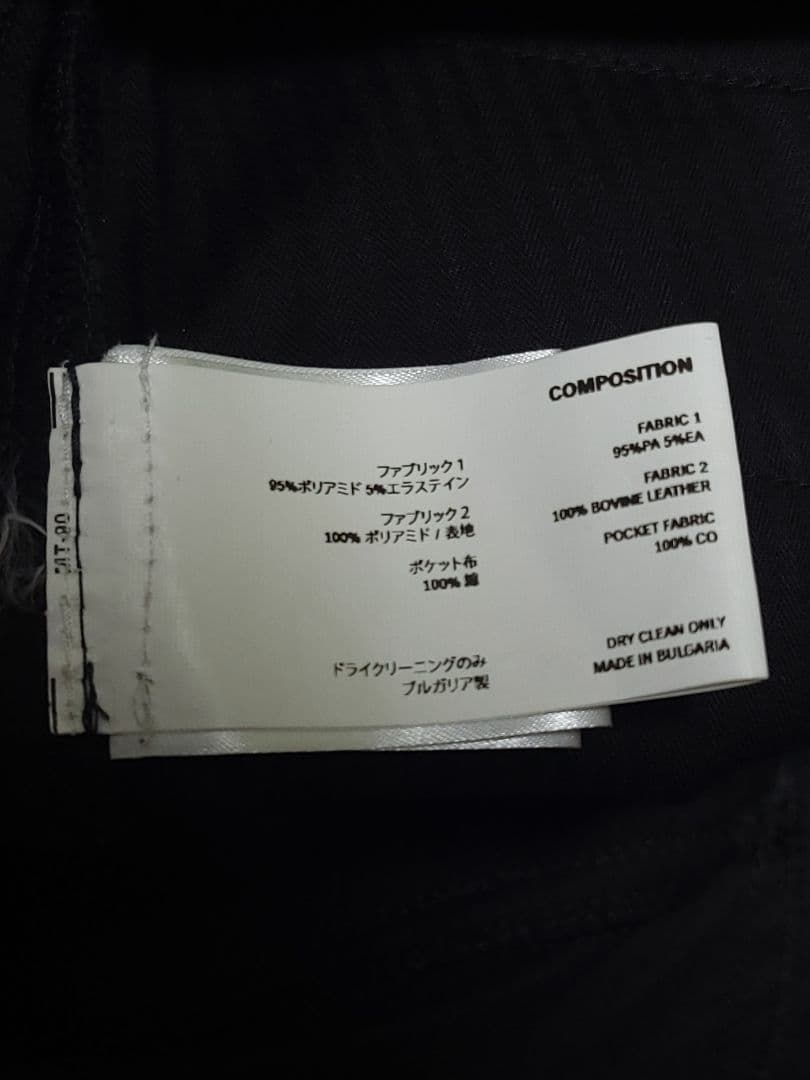 COMPOSITION
FABRIC 1
95%PA 5%EA
FABRIC 2
100% BOVINE LEATHER
POCKET FABRIC
100% CO
DRY CLEAN ONLY
MADE IN BULGARIA
ファブリック 1
95%ポリアミド 5%エラステイン
ファブリック 2
100% ポリアミド / 表地
ポケット布
100% 綿
ドライクリーニングのみ
ブルガリア製